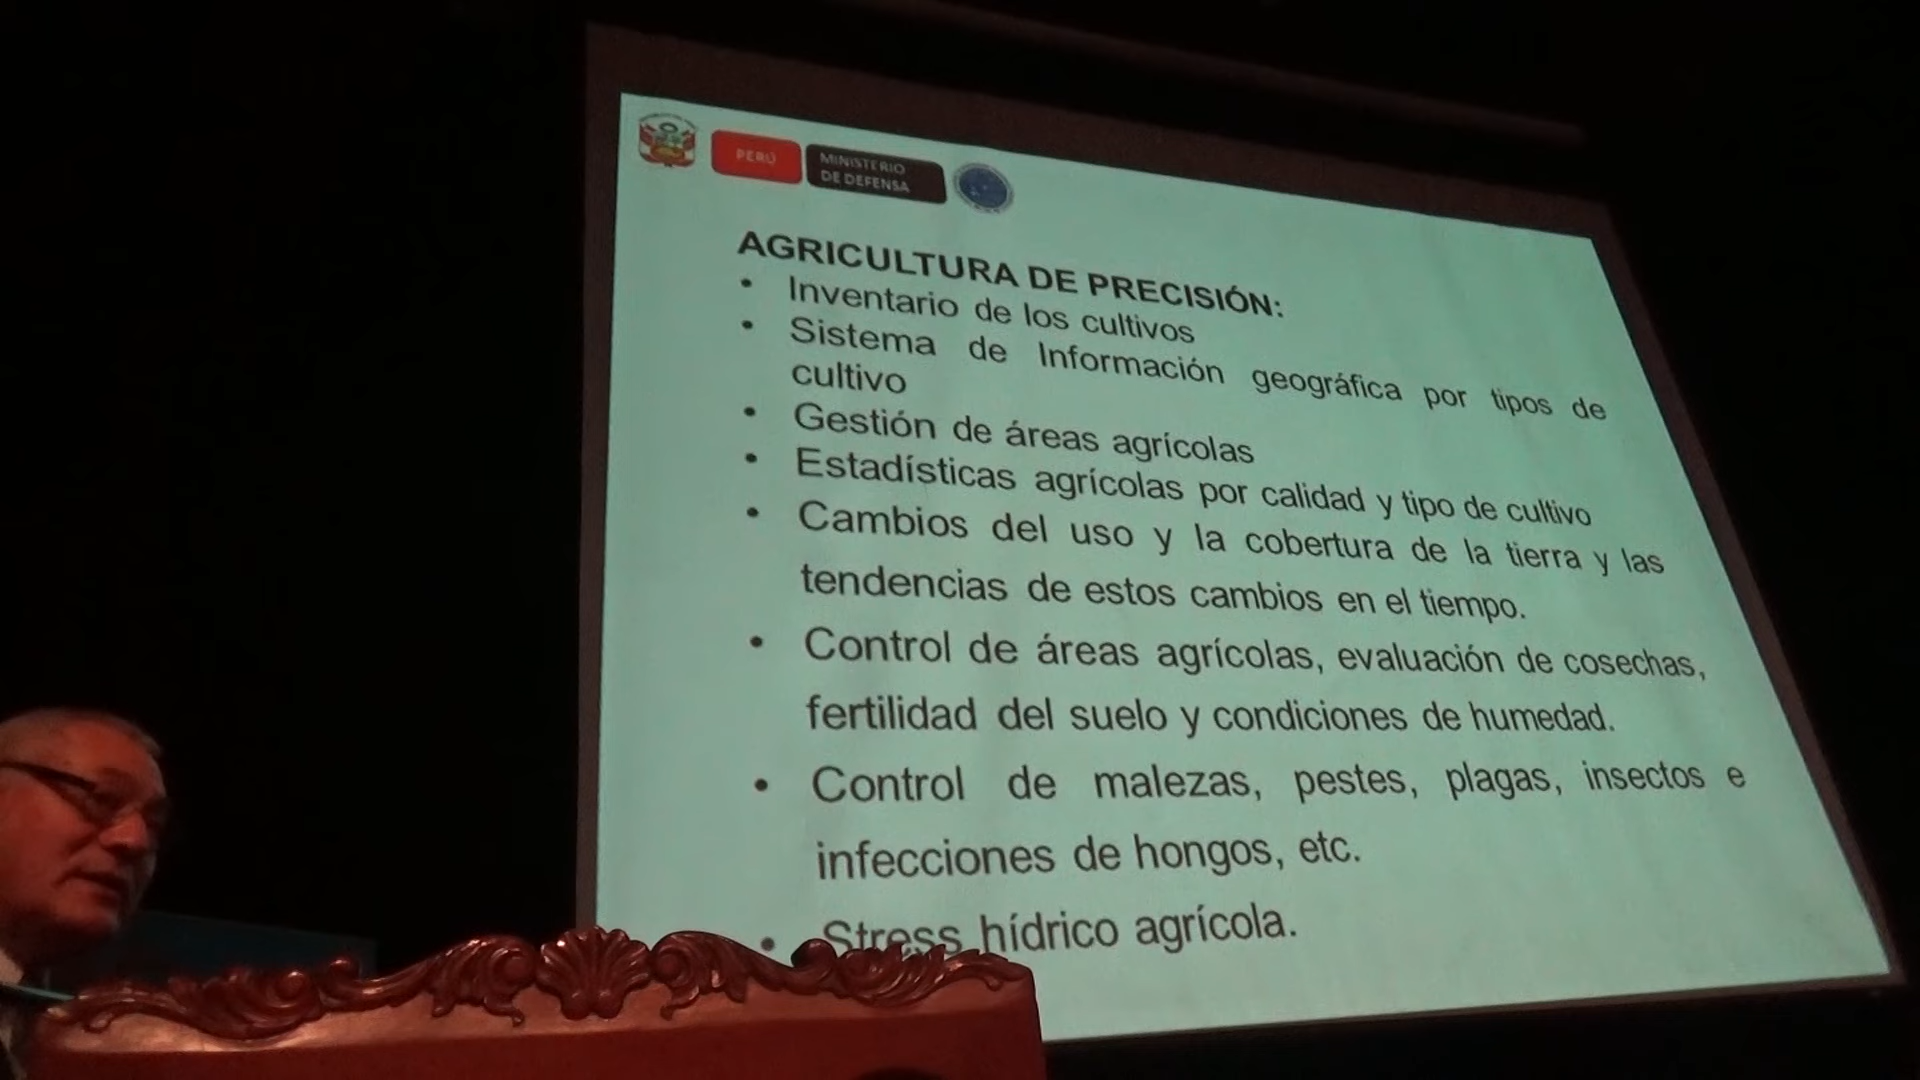 PERÚ
MINISTERIO
DE DEFENSA
AGRICULTURA DE PRECISIÓN:
• Inventario de los cultivos
• Sistema de Información geográfica por tipos de
cultivo
• Gestión de áreas agrícolas
• Estadísticas agrícolas por calidad y tipo de cultivo
• Cambios del uso y la cobertura de la tierra y las
tendencias de estos cambios en el tiempo.
• Control de áreas agrícolas, evaluación de cosechas,
fertilidad del suelo y condiciones de humedad.
• Control de malezas, pestes, plagas, insectos e
infecciones de hongos, etc.
• Stress hídrico agrícola.